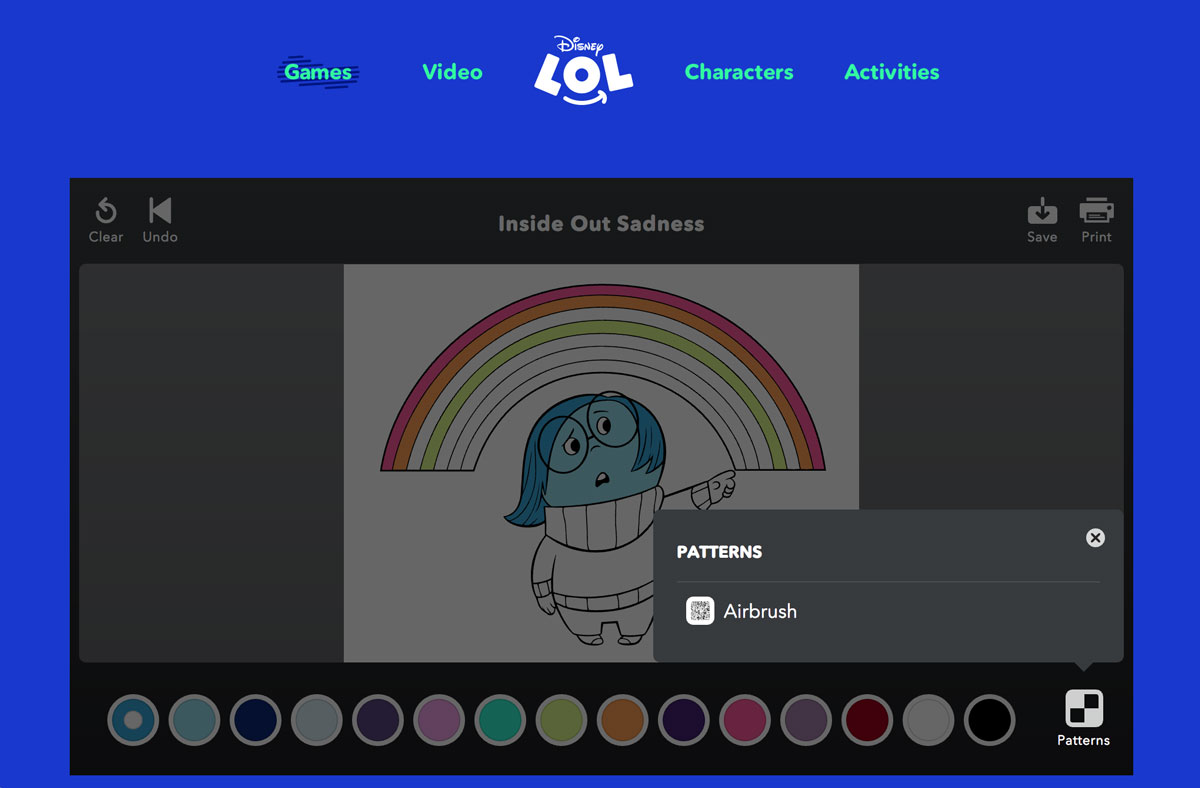 Games
Video
Disney
LOL
Characters
Activities
Clear
Undo
Inside Out Sadness
Save
Print
PATTERNS
Airbrush
Patterns